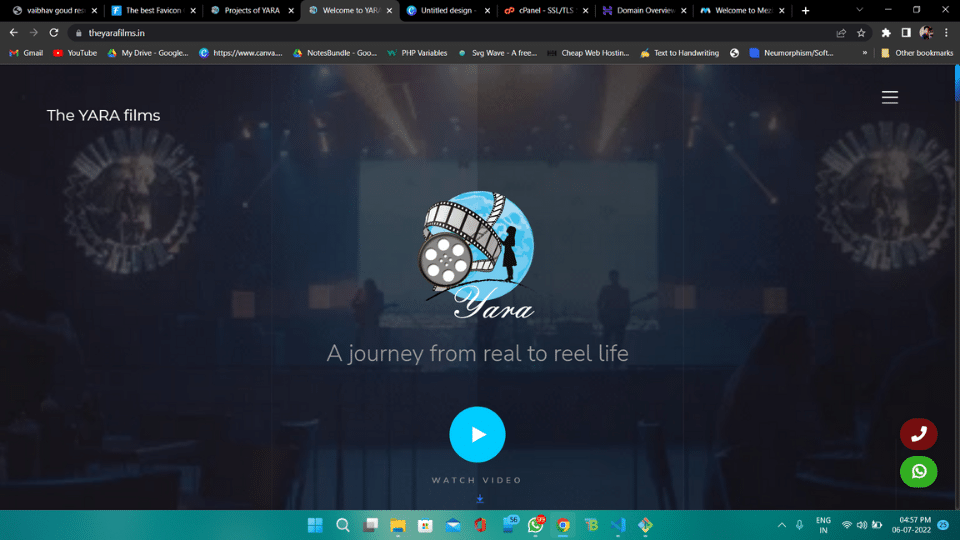 vaibhav goud res
The best Favicon
Projects of YARA
Welcome to YARA
Untitled design -
cPanel - SSL/TLS
Domain Overview
Welcome to Mez
theyarafilms.in
Gmail
YouTube
My Drive - Google...
https://www.canva....
NotesBundle - Goo...
PHP Variables
Svg Wave - A free...
Cheap Web Hostin...
Text to Handwriting
Neumorphism/Soft...
»
Other bookmarks
The YARA films
Yara
A journey from real to reel life
WATCH VIDEO
56
ENG
IN
04:57 PM
06-07-2022